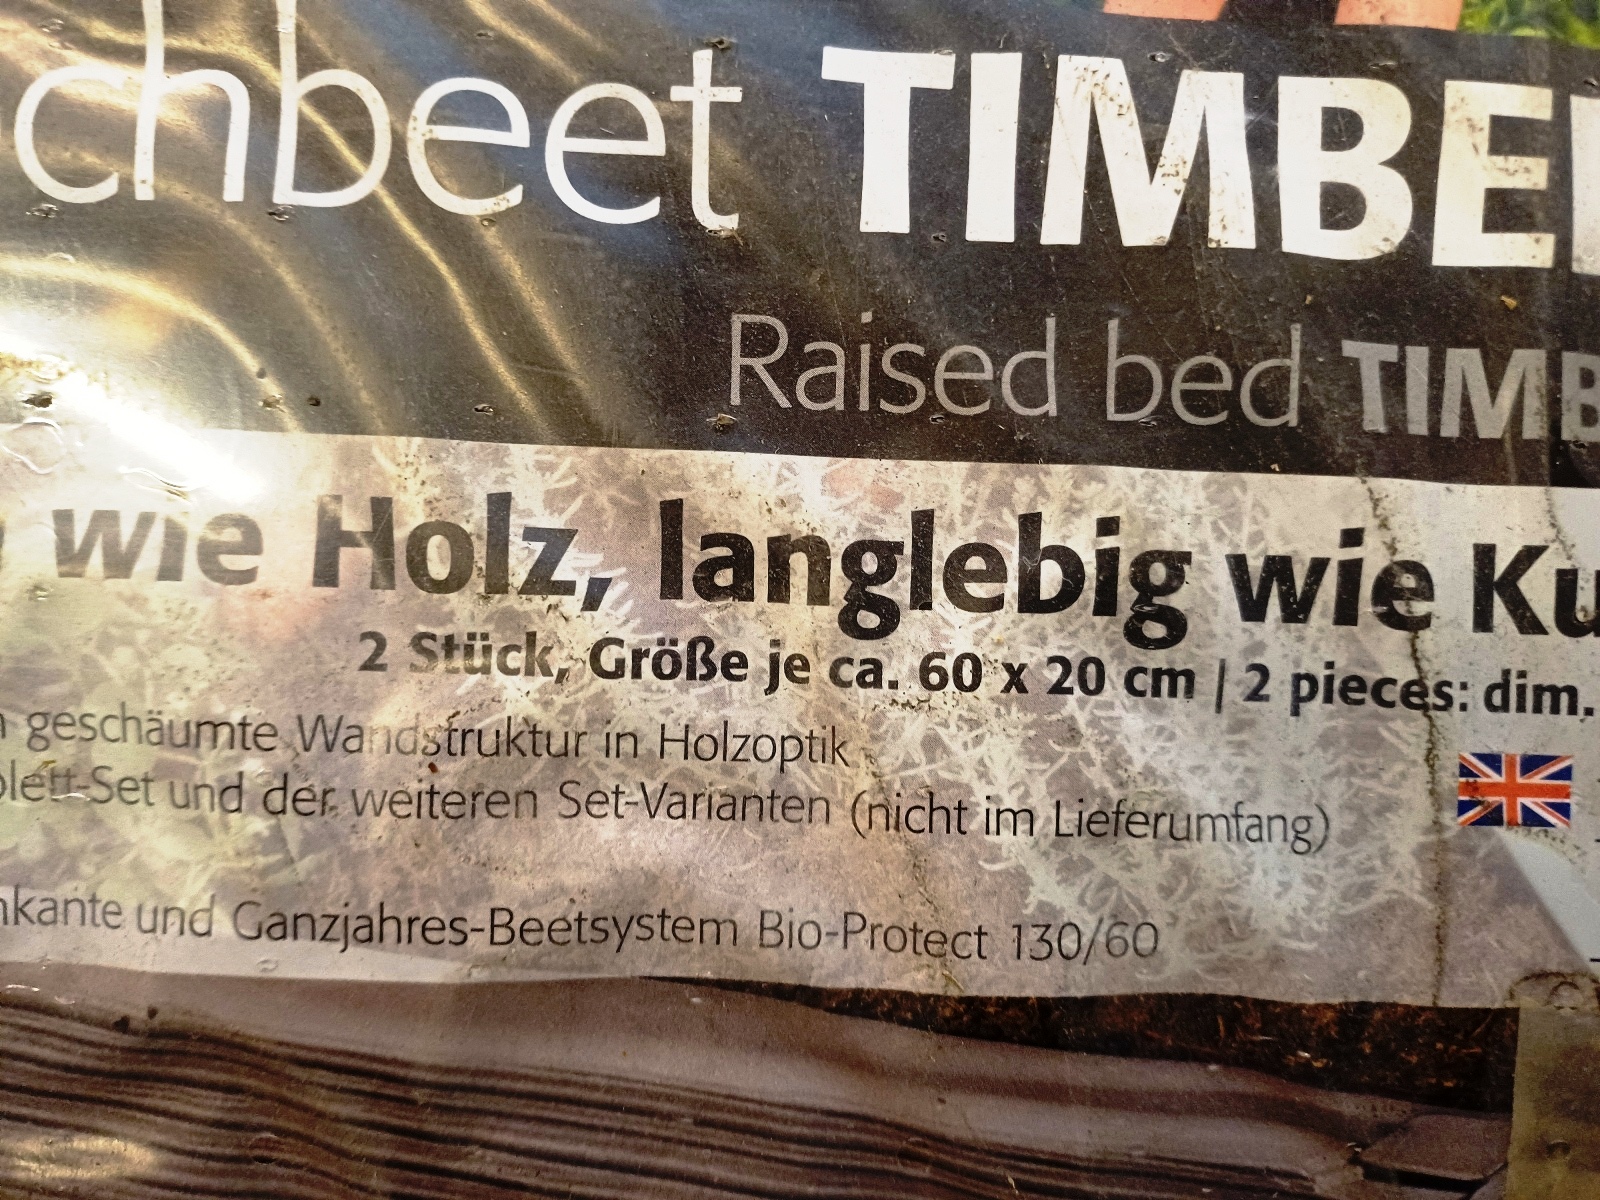 chbeet TIMBE
Raised bed TIMB
wie Holz, langlebig wie Ku
2 Stück, Größe je ca. 60 x 20 cm | 2 pieces: dim.
geschäumte Wandstruktur in Holzoptik
plett-Set und der weiteren Set-Varianten (nicht im Lieferumfang)
nkante und Ganzjahres-Beetsystem Bio-Protect 130/60